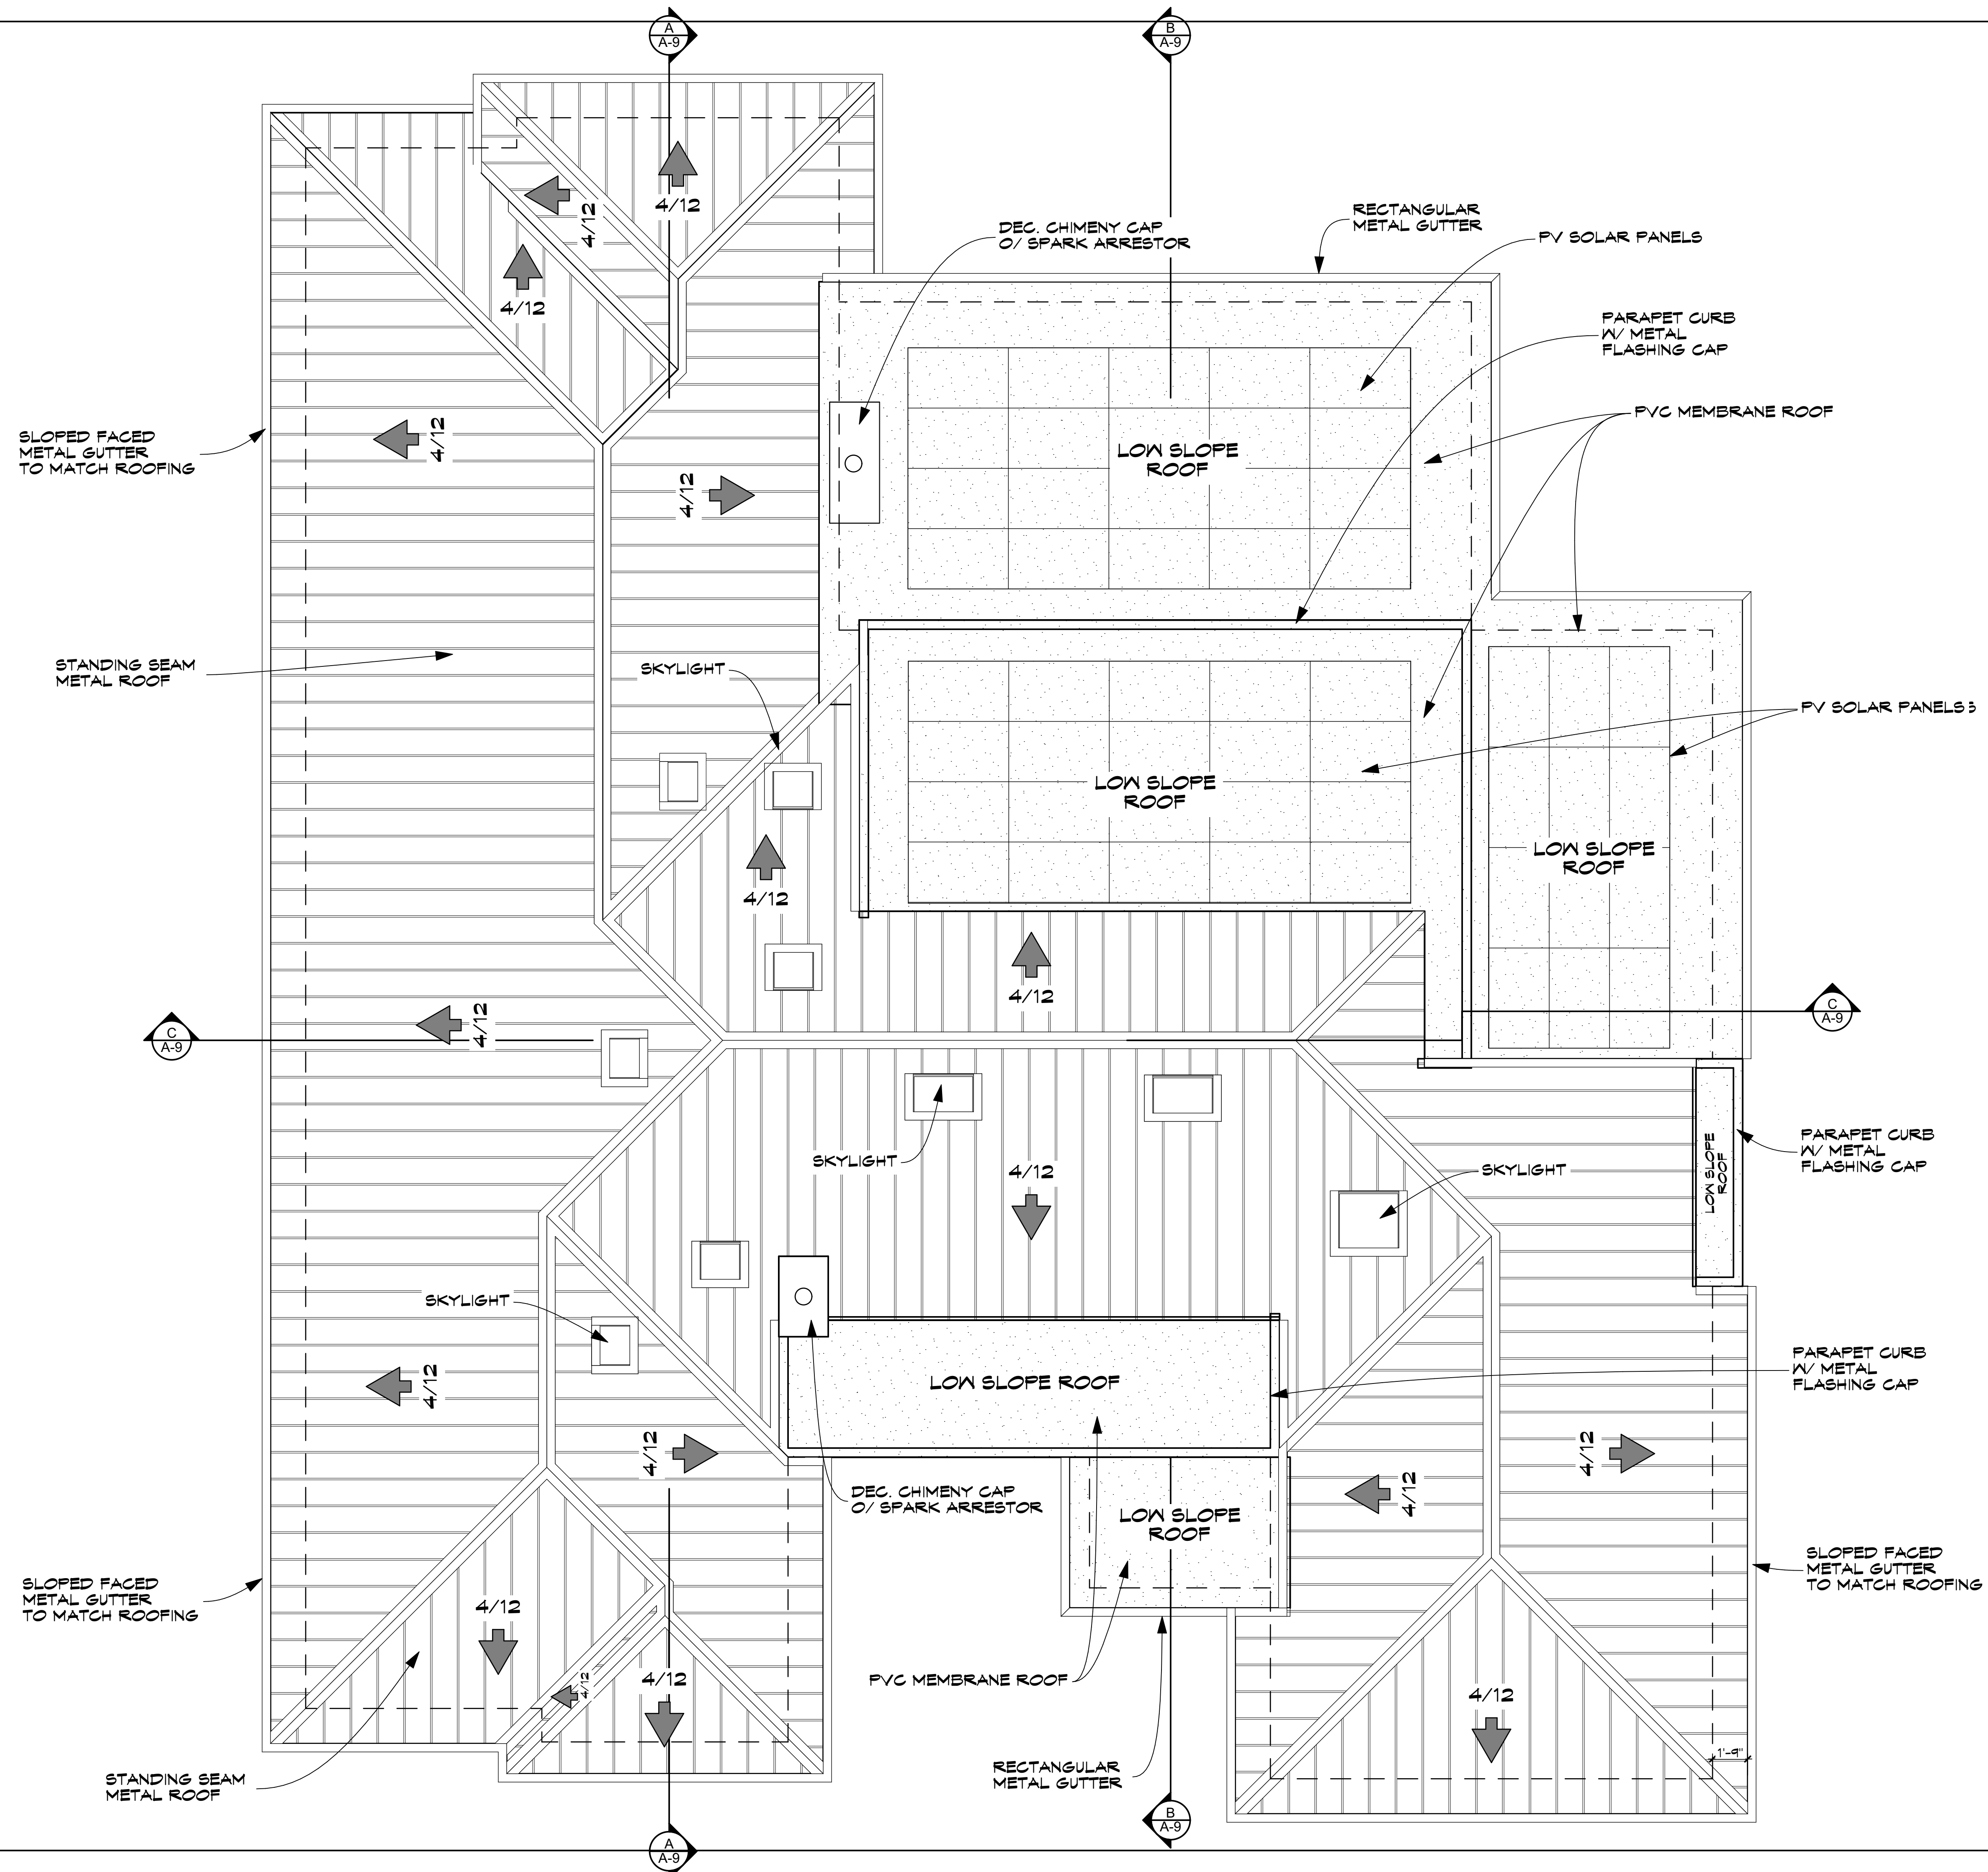 A
A-9
B
A-9
4/12
4/12
4/12
DEC. CHIMENY CAP
O/ SPARK ARRESTOR
RECTANGULAR
METAL GUTTER
PV SOLAR PANELS
PARAPET CURB
W/ METAL
FLASHING CAP
PVC MEMBRANE ROOF
SLOPED FACED
METAL GUTTER
TO MATCH ROOFING
4/12
4/12
LOW SLOPE
ROOF
STANDING SEAM
METAL ROOF
SKYLIGHT
PV SOLAR PANELS
LOW SLOPE
ROOF
LOW SLOPE
ROOF
4/12
4/12
4/12
C
A-9
C
A-9
SKYLIGHT
4/12
SKYLIGHT
LOW SLOPE
ROOF
PARAPET CURB
W/ METAL
FLASHING CAP
SKYLIGHT
4/12
LOW SLOPE ROOF
PARAPET CURB
W/ METAL
FLASHING CAP
4/12
4/12
4/12
DEC. CHIMENY CAP
O/ SPARK ARRESTOR
LOW SLOPE
ROOF
SLOPED FACED
METAL GUTTER
TO MATCH ROOFING
SLOPED FACED
METAL GUTTER
TO MATCH ROOFING
4/12
4/12
4/12
PVC MEMBRANE ROOF
4/12
1'-9"
STANDING SEAM
METAL ROOF
RECTANGULAR
METAL GUTTER
A
A-9
B
A-9